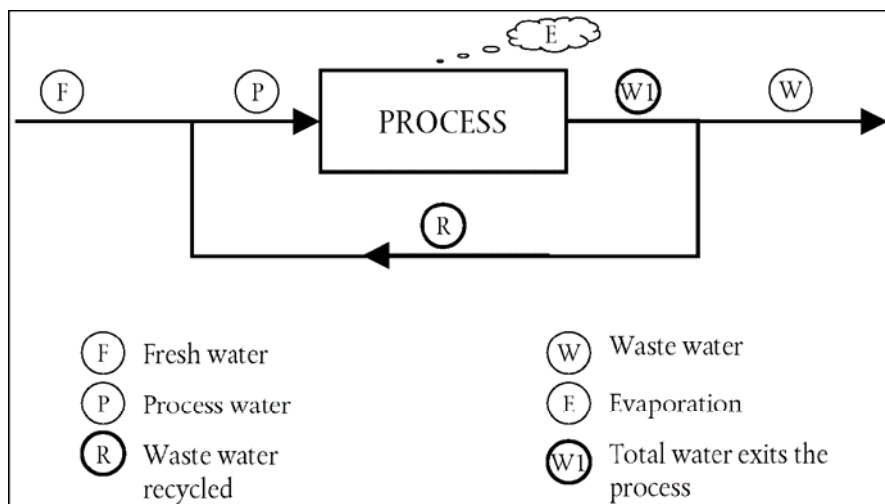 E
F
P
W1
W
PROCESS
R
F Fresh water
P Process water
R Waste water
recycled
W Waste water
E Evaporation
W1 Total water exits the
process